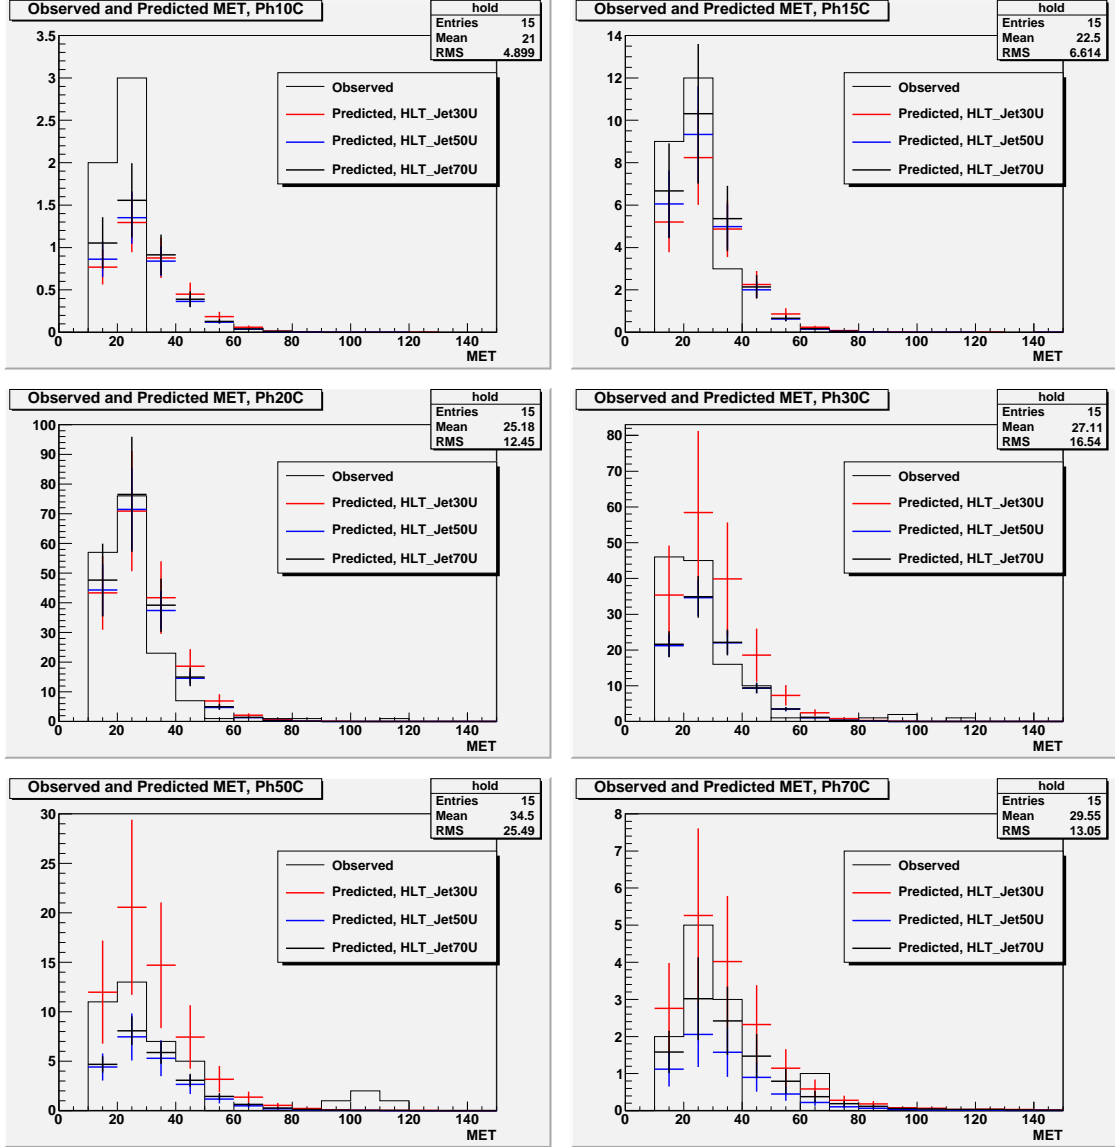 Observed and Predicted MET, Ph10C
hold
Entries 15
Mean 21
RMS 4.899
Observed
Predicted, HLT_Jet30U
Predicted, HLT_Jet50U
Predicted, HLT_Jet70U
3.5
3
2.5
2
1.5
1
0.5
0
0 20 40 60 80 100 120 140
MET
Observed and Predicted MET, Ph15C
hold
Entries 15
Mean 22.5
RMS 6.614
Observed
Predicted, HLT_Jet30U
Predicted, HLT_Jet50U
Predicted, HLT_Jet70U
14
12
10
8
6
4
2
0
0 20 40 60 80 100 120 140
MET
Observed and Predicted MET, Ph20C
hold
Entries 15
Mean 25.18
RMS 12.45
Observed
Predicted, HLT_Jet30U
Predicted, HLT_Jet50U
Predicted, HLT_Jet70U
100
90
80
70
60
50
40
30
20
10
0
0 20 40 60 80 100 120 140
MET
Observed and Predicted MET, Ph30C
hold
Entries 15
Mean 27.11
RMS 16.54
Observed
Predicted, HLT_Jet30U
Predicted, HLT_Jet50U
Predicted, HLT_Jet70U
80
70
60
50
40
30
20
10
0
0 20 40 60 80 100 120 140
MET
Observed and Predicted MET, Ph50C
hold
Entries 15
Mean 34.5
RMS 25.49
Observed
Predicted, HLT_Jet30U
Predicted, HLT_Jet50U
Predicted, HLT_Jet70U
30
25
20
15
10
5
0
0 20 40 60 80 100 120 140
MET
Observed and Predicted MET, Ph70C
hold
Entries 15
Mean 29.55
RMS 13.05
Observed
Predicted, HLT_Jet30U
Predicted, HLT_Jet50U
Predicted, HLT_Jet70U
8
7
6
5
4
3
2
1
0
0 20 40 60 80 100 120 140
MET